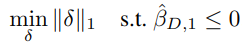 min_δ ‖δ‖₁ s.t. β̂_{D,1} ≤ 0